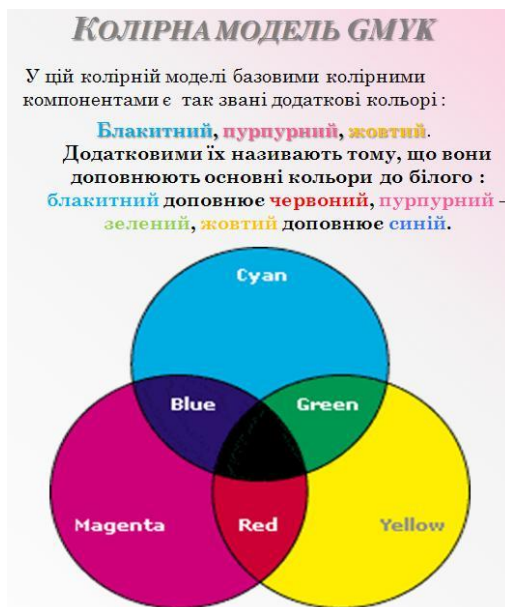 КОЛІРНА МОДЕЛЬ GMYK
У цій колірній моделі базовими колірними
компонентами є так звані додаткові кольорі :
Блакитний, пурпурний, жовтий.
Додатковими їх називають тому, що вони
доповнюють основні кольори до білого :
блакитний доповнює червоний, пурпурний –
зелений, жовтий доповнює синій.
Cyan
Blue Green
Magenta Red Yellow